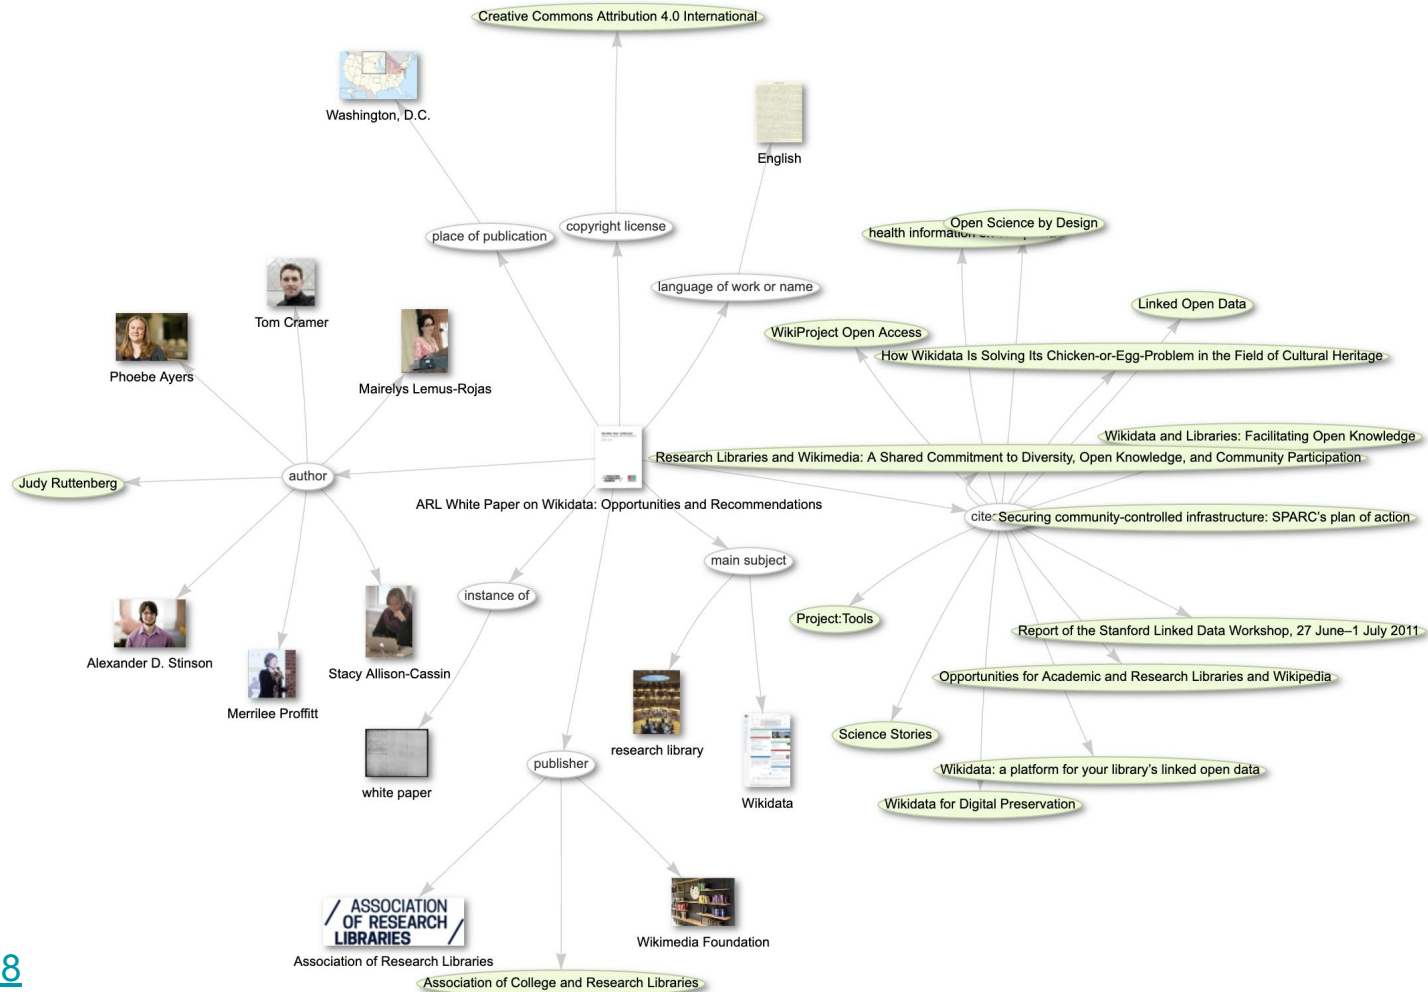 Creative Commons Attribution 4.0 International
Washington, D.C.
English
copyright license
place of publication
Open Science by Design
health information
language of work or name
Linked Open Data
Tom Cramer
WikiProject Open Access
How Wikidata Is Solving Its Chicken-or-Egg-Problem in the Field of Cultural Heritage
Phoebe Ayers
Mairelys Lemus-Rojas
Wikidata and Libraries: Facilitating Open Knowledge
Research Libraries and Wikimedia: A Shared Commitment to Diversity, Open Knowledge, and Community Participation
author
Judy Ruttenberg
ARL White Paper on Wikidata: Opportunities and Recommendations
Securing community-controlled infrastructure: SPARC’s plan of action
main subject
instance of
Project:Tools
Report of the Stanford Linked Data Workshop, 27 June–1 July 2011
Alexander D. Stinson
Stacy Allison-Cassin
Opportunities for Academic and Research Libraries and Wikipedia
Merrilee Proffitt
Science Stories
research library
publisher
Wikidata: a platform for your library’s linked open data
white paper
Wikidata
Wikidata for Digital Preservation
ASSOCIATION
OF RESEARCH
LIBRARIES
Wikimedia Foundation
Association of Research Libraries
8
Association of College and Research Libraries